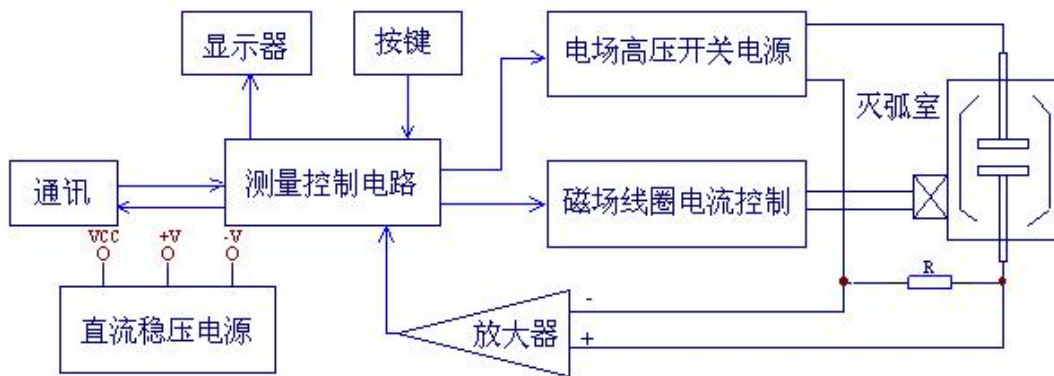 显示器
按键
电场高压开关电源
灭弧室
通讯
测量控制电路
磁场线圈电流控制
VCC
+V
-V
R
直流稳压电源
放大器
-
+